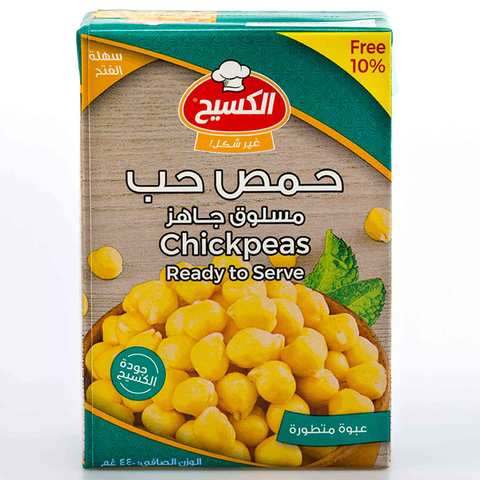 سهلة
الفتح
Free
10%
الكسيح
غير شكل!
حمص حب
مسلوق جاهز
Chickpeas
Ready to Serve
جودة
الكسيح
عبوة متطورة
الوزن الصافي: ٤٤٠ غم